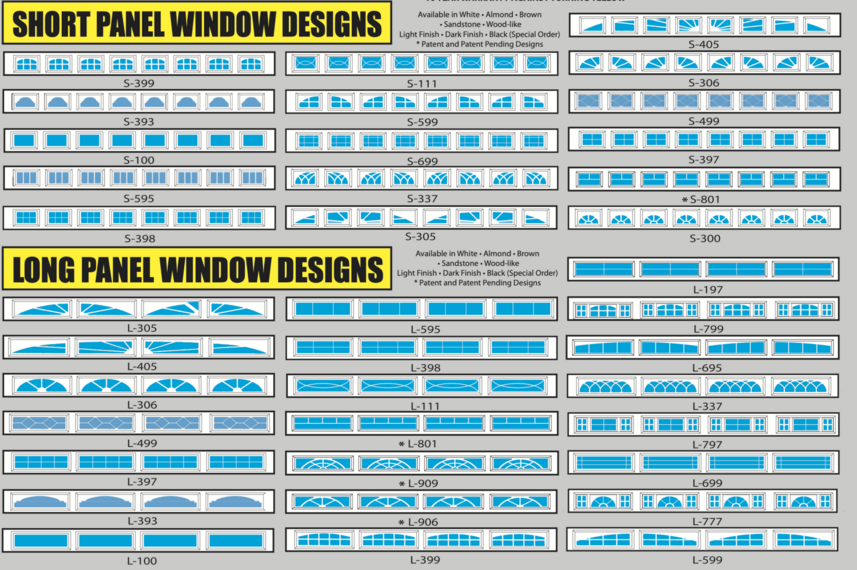 SHORT PANEL WINDOW DESIGNS
Available in White • Almond • Brown
• Sandstone • Wood-like
Light Finish • Dark Finish • Black (Special Order)
* Patent and Patent Pending Designs
S-399
S-393
S-100
S-595
S-398
S-111
S-599
S-699
S-337
S-305
S-405
S-306
S-499
S-397
* S-801
S-300
LONG PANEL WINDOW DESIGNS
Available in White • Almond • Brown
• Sandstone • Wood-like
Light Finish • Dark Finish • Black (Special Order)
* Patent and Patent Pending Designs
L-305
L-405
L-306
L-499
L-397
L-393
L-100
L-595
L-398
L-111
* L-801
* L-909
* L-906
L-399
L-197
L-799
L-695
L-337
L-797
L-699
L-777
L-599